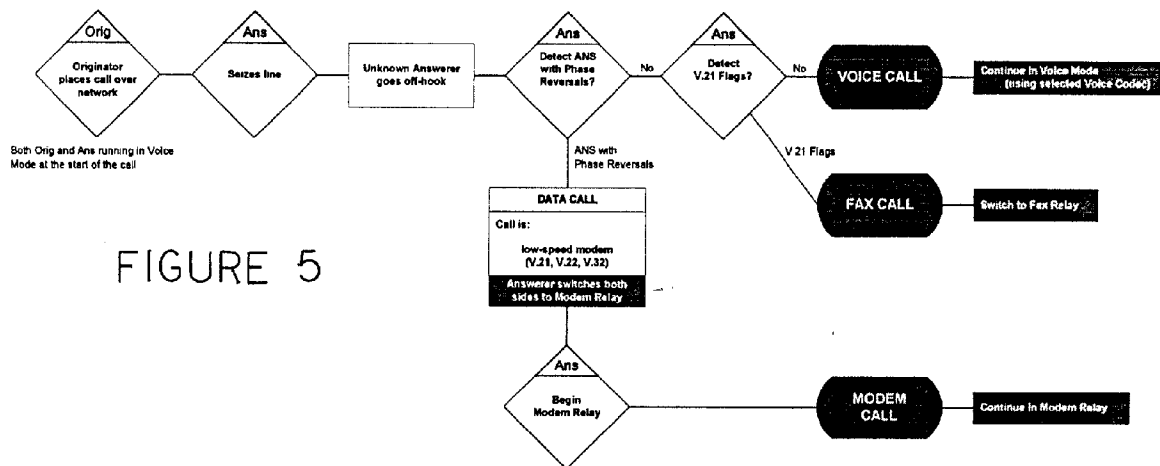 Orig
Originator
places call over
network
Both Orig and Ans running in Voice
Mode at the start of the call
Ans
Seizes line
Unknown Answerer
goes off-hook
Ans
Detect ANS
with Phase
Reversals?
No
Ans
Detect
V.21 Flags?
No
VOICE CALL
Continue in Voice Mode
(using selected Voice Codec)
V.21 Flags
FAX CALL
Switch to Fax Relay
ANS with
Phase Reversals
DATA CALL
Call is:
low-speed modem
(V.21, V.22, V.32)
Answerer switches both
sides to Modem Relay
FIGURE 5
Ans
Begin
Modem Relay
MODEM
CALL
Continue in Modem Relay